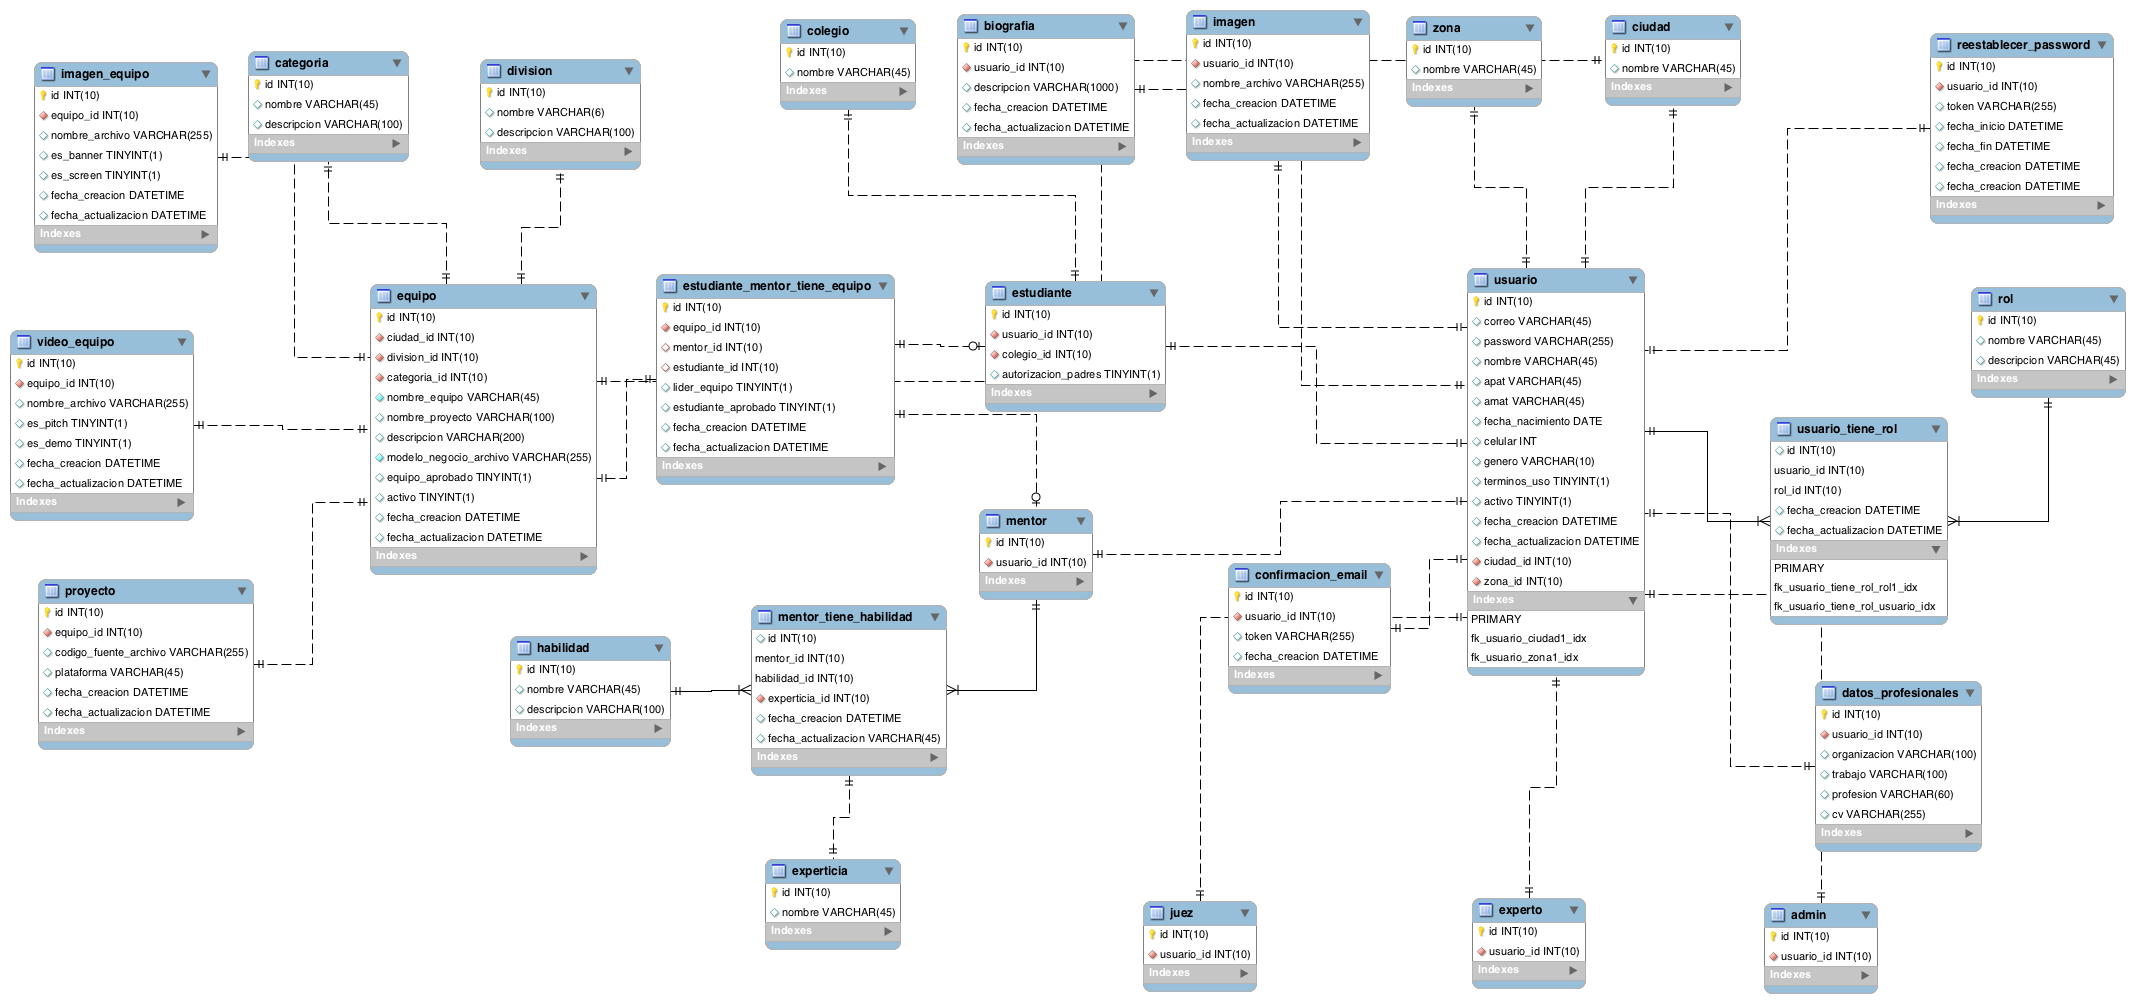 imagen_equipo
id INT(10)
equipo_id INT(10)
nombre_archivo VARCHAR(255)
es_banner TINYINT(1)
es_screen TINYINT(1)
fecha_creacion DATETIME
fecha_actualizacion DATETIME
Indexes
categoria
id INT(10)
nombre VARCHAR(45)
descripcion VARCHAR(100)
Indexes
division
id INT(10)
nombre VARCHAR(6)
descripcion VARCHAR(100)
Indexes
colegio
id INT(10)
nombre VARCHAR(45)
Indexes
biografia
id INT(10)
usuario_id INT(10)
descripcion VARCHAR(1000)
fecha_creacion DATETIME
fecha_actualizacion DATETIME
Indexes
imagen
id INT(10)
usuario_id INT(10)
nombre_archivo VARCHAR(255)
fecha_creacion DATETIME
fecha_actualizacion DATETIME
Indexes
zona
id INT(10)
nombre VARCHAR(45)
Indexes
ciudad
id INT(10)
nombre VARCHAR(45)
Indexes
reestablecer_password
id INT(10)
usuario_id INT(10)
token VARCHAR(255)
fecha_inicio DATETIME
fecha_fin DATETIME
fecha_creacion DATETIME
fecha_creacion DATETIME
Indexes
video_equipo
id INT(10)
equipo_id INT(10)
nombre_archivo VARCHAR(255)
es_pitch TINYINT(1)
es_demo TINYINT(1)
fecha_creacion DATETIME
fecha_actualizacion DATETIME
Indexes
equipo
id INT(10)
ciudad_id INT(10)
division_id INT(10)
categoria_id INT(10)
nombre_equipo VARCHAR(45)
nombre_proyecto VARCHAR(100)
descripcion VARCHAR(200)
modelo_negocio_archivo VARCHAR(255)
equipo_aprobado TINYINT(1)
activo TINYINT(1)
fecha_creacion DATETIME
fecha_actualizacion DATETIME
Indexes
estudiante_mentor_tiene_equipo
id INT(10)
equipo_id INT(10)
mentor_id INT(10)
estudiante_id INT(10)
lider_equipo TINYINT(1)
estudiante_aprobado TINYINT(1)
fecha_creacion DATETIME
fecha_actualizacion DATETIME
Indexes
estudiante
id INT(10)
usuario_id INT(10)
colegio_id INT(10)
autorizacion_padres TINYINT(1)
Indexes
usuario
id INT(10)
correo VARCHAR(45)
password VARCHAR(255)
nombre VARCHAR(45)
apat VARCHAR(45)
amat VARCHAR(45)
fecha_nacimiento DATE
celular INT
genero VARCHAR(10)
terminos_uso TINYINT(1)
activo TINYINT(1)
fecha_creacion DATETIME
fecha_actualizacion DATETIME
ciudad_id INT(10)
zona_id INT(10)
Indexes
PRIMARY
fk_usuario_ciudad1_idx
fk_usuario_zona1_idx
rol
id INT(10)
nombre VARCHAR(45)
descripcion VARCHAR(45)
Indexes
usuario_tiene_rol
id INT(10)
usuario_id INT(10)
rol_id INT(10)
fecha_creacion DATETIME
fecha_actualizacion DATETIME
Indexes
PRIMARY
fk_usuario_tiene_rol_rol1_idx
fk_usuario_tiene_rol_usuario_idx
mentor
id INT(10)
usuario_id INT(10)
Indexes
confirmacion_email
id INT(10)
usuario_id INT(10)
token VARCHAR(255)
fecha_creacion DATETIME
Indexes
proyecto
id INT(10)
equipo_id INT(10)
codigo_fuente_archivo VARCHAR(255)
plataforma VARCHAR(45)
fecha_creacion DATETIME
fecha_actualizacion DATETIME
Indexes
habilidad
id INT(10)
nombre VARCHAR(45)
descripcion VARCHAR(100)
Indexes
mentor_tiene_habilidad
id INT(10)
mentor_id INT(10)
habilidad_id INT(10)
experticia_id INT(10)
fecha_creacion DATETIME
fecha_actualizacion VARCHAR(45)
Indexes
datos_profesionales
id INT(10)
usuario_id INT(10)
organizacion VARCHAR(100)
trabajo VARCHAR(100)
profesion VARCHAR(60)
cv VARCHAR(255)
Indexes
experticia
id INT(10)
nombre VARCHAR(45)
Indexes
juez
id INT(10)
usuario_id INT(10)
Indexes
experto
id INT(10)
usuario_id INT(10)
Indexes
admin
id INT(10)
usuario_id INT(10)
Indexes